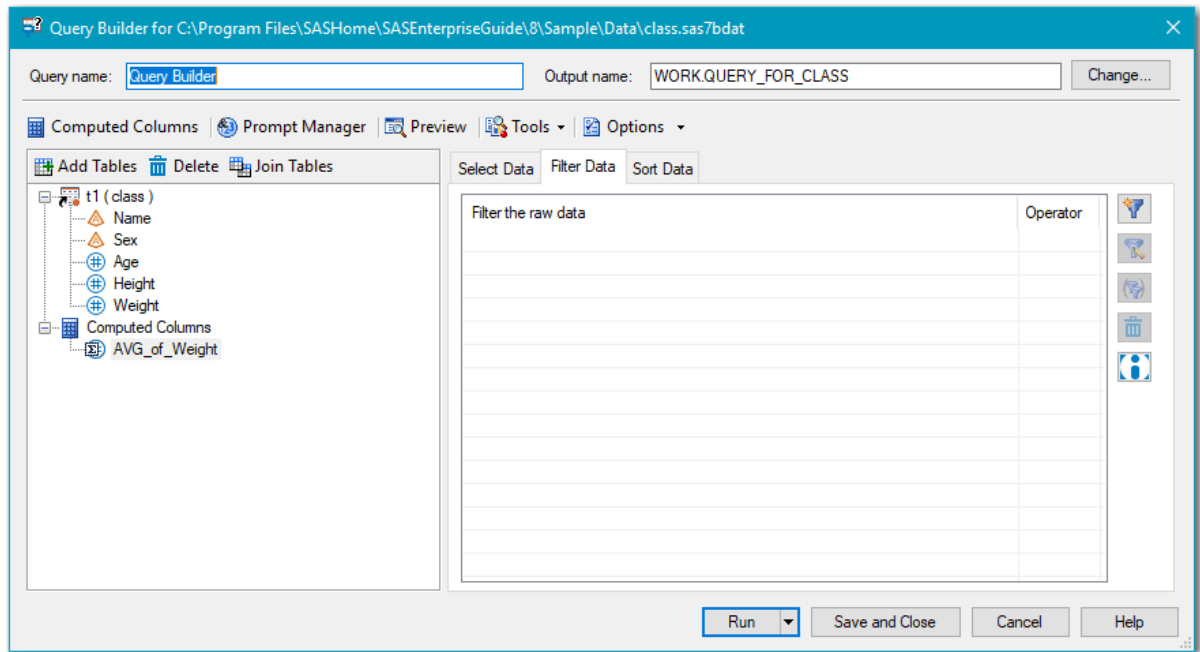 Query Builder for C:\Program Files\SASHome\SASEnterpriseGuide\8\Sample\Data\class.sas7bdat
Query name: Query Builder Output name: WORK.QUERY_FOR_CLASS Change...
Computed Columns Prompt Manager Preview Tools Options
Add Tables Delete Join Tables
Select Data Filter Data Sort Data
t1 ( class )
Name
Sex
Age
Height
Weight
Computed Columns
AVG_of_Weight
Filter the raw data Operator
Run Save and Close Cancel Help